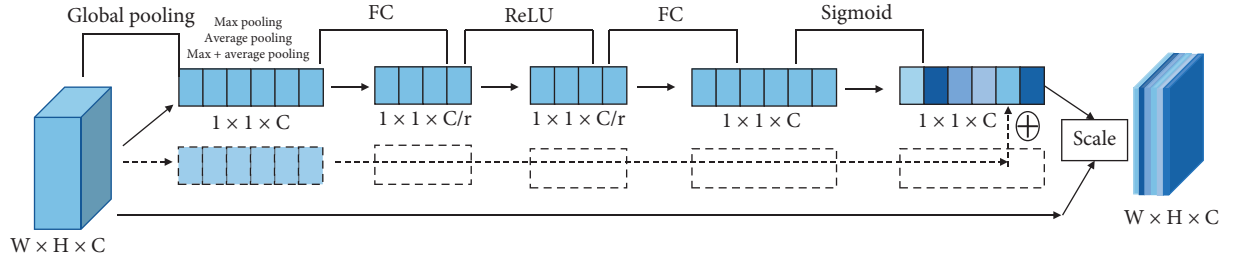 Global pooling
Max pooling
Average pooling
Max + average pooling
FC
ReLU
FC
Sigmoid
1 × 1 × C
1 × 1 × C/r
1 × 1 × C/r
1 × 1 × C
1 × 1 × C
Scale
W × H × C
W × H × C